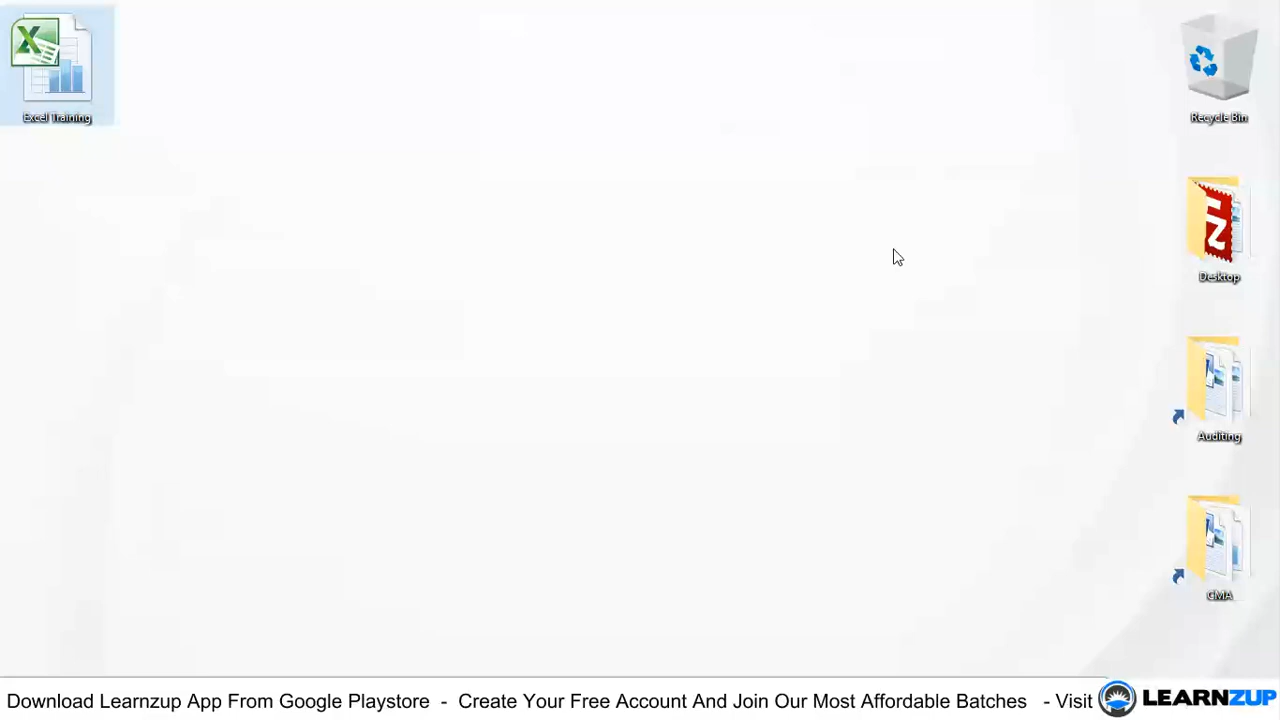 Excel Training
Recycle Bin
Desktop
Auditing
CMA
Download Learnzup App From Google Playstore - Create Your Free Account And Join Our Most Affordable Batches - Visit LEARNZUP